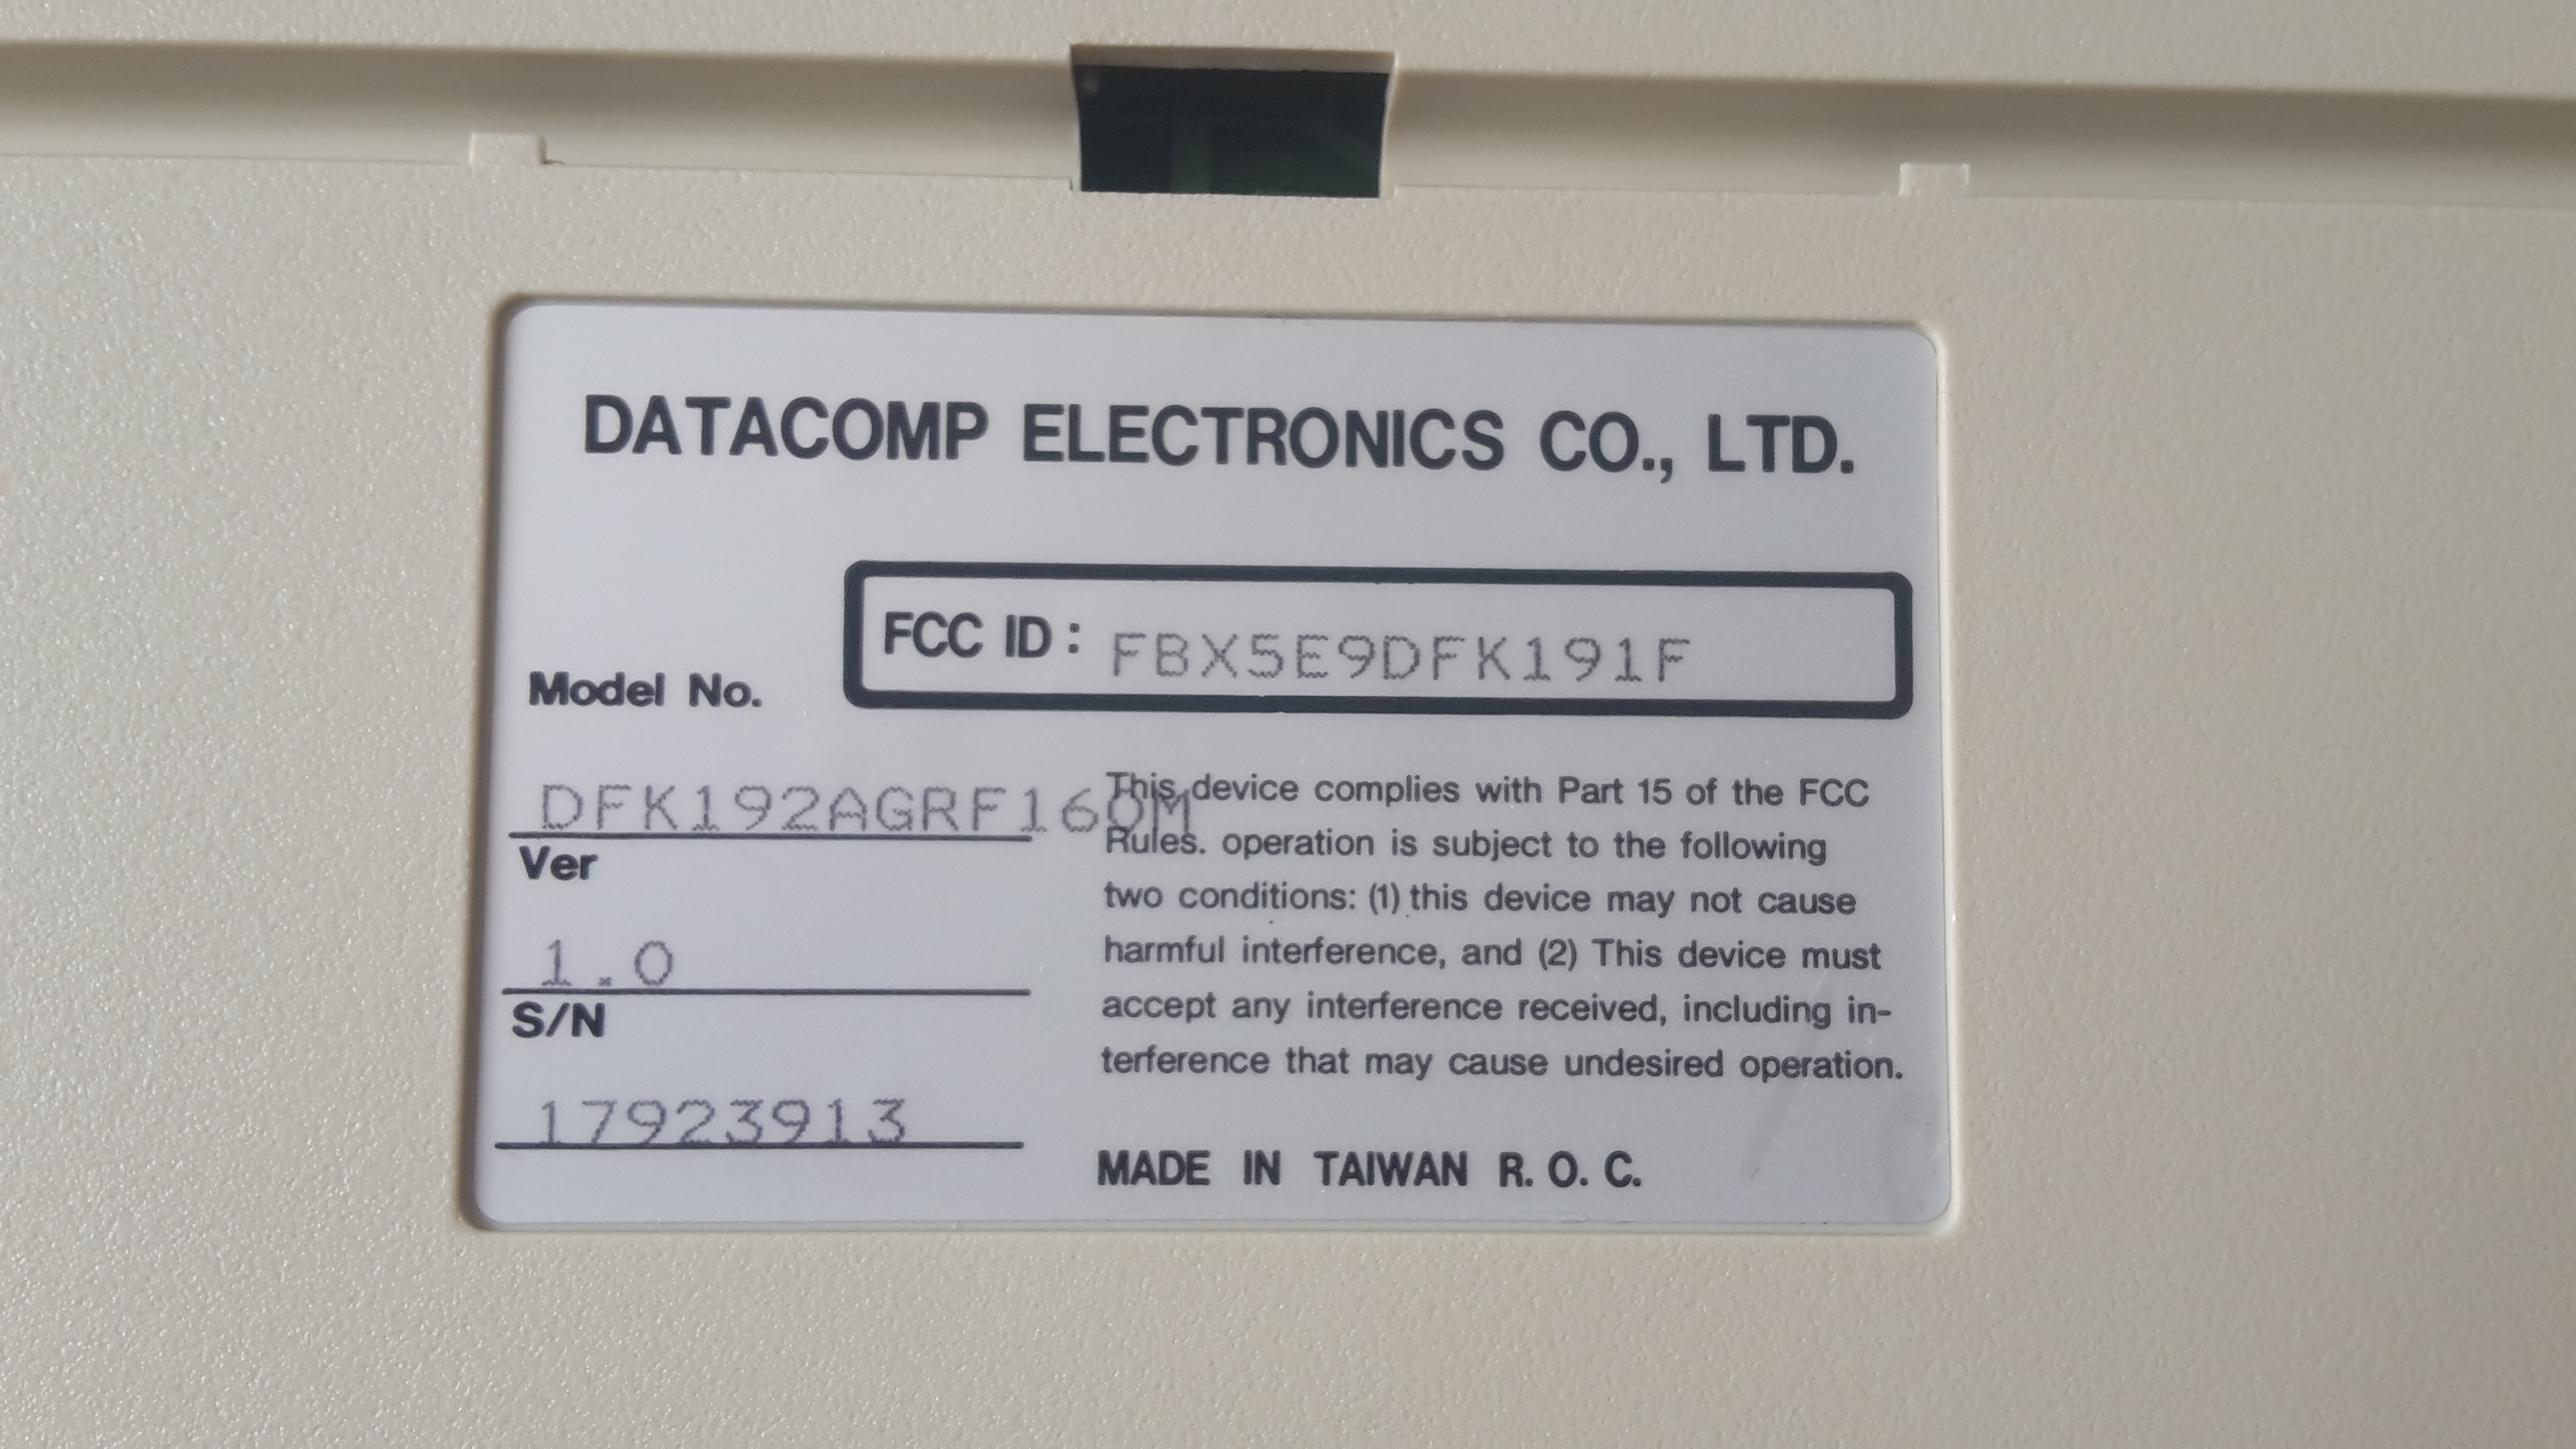 DATACOMP ELECTRONICS CO., LTD.
FCC ID: FBX5E9DFK191F
Model No.
DFK192AGRF160M
Ver
1.0
S/N
17923913
This device complies with Part 15 of the FCC
Rules. operation is subject to the following
two conditions: (1) this device may not cause
harmful interference, and (2) This device must
accept any interference received, including in-
terference that may cause undesired operation.
MADE IN TAIWAN R. O. C.